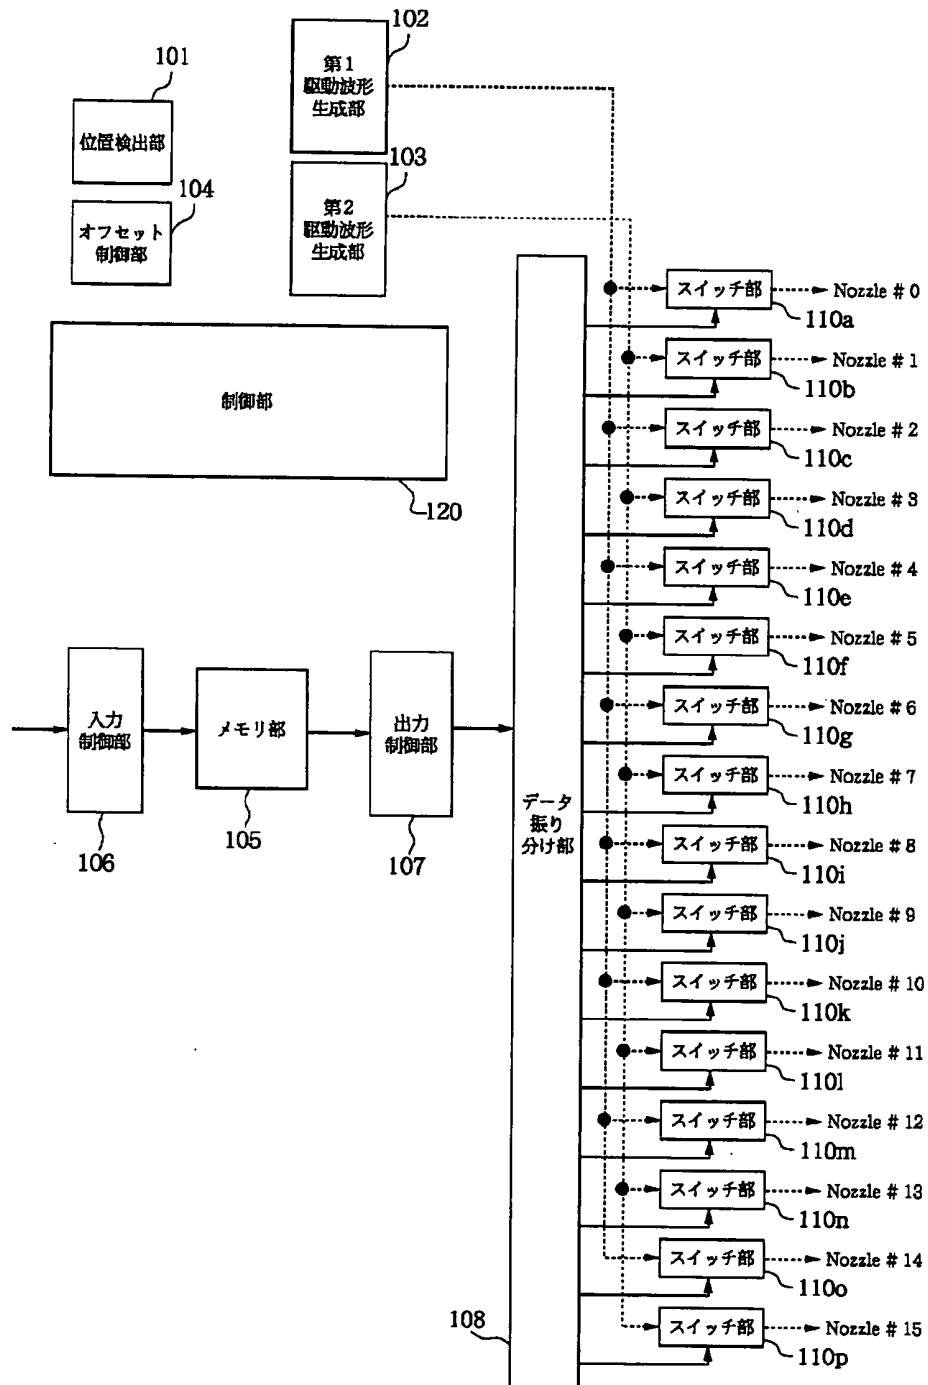 102
第1
駆動波形
生成部
101
位置検出部
103
第2
駆動波形
生成部
104
オフセット
制御部
制御部
120
入力
制御部
106
メモリ部
105
出力
制御部
107
データ
振り
分け部
108
スイッチ部
Nozzle # 0
110a
スイッチ部
Nozzle # 1
110b
スイッチ部
Nozzle # 2
110c
スイッチ部
Nozzle # 3
110d
スイッチ部
Nozzle # 4
110e
スイッチ部
Nozzle # 5
110f
スイッチ部
Nozzle # 6
110g
スイッチ部
Nozzle # 7
110h
スイッチ部
Nozzle # 8
110i
スイッチ部
Nozzle # 9
110j
スイッチ部
Nozzle # 10
110k
スイッチ部
Nozzle # 11
110l
スイッチ部
Nozzle # 12
110m
スイッチ部
Nozzle # 13
110n
スイッチ部
Nozzle # 14
110o
スイッチ部
Nozzle # 15
110p